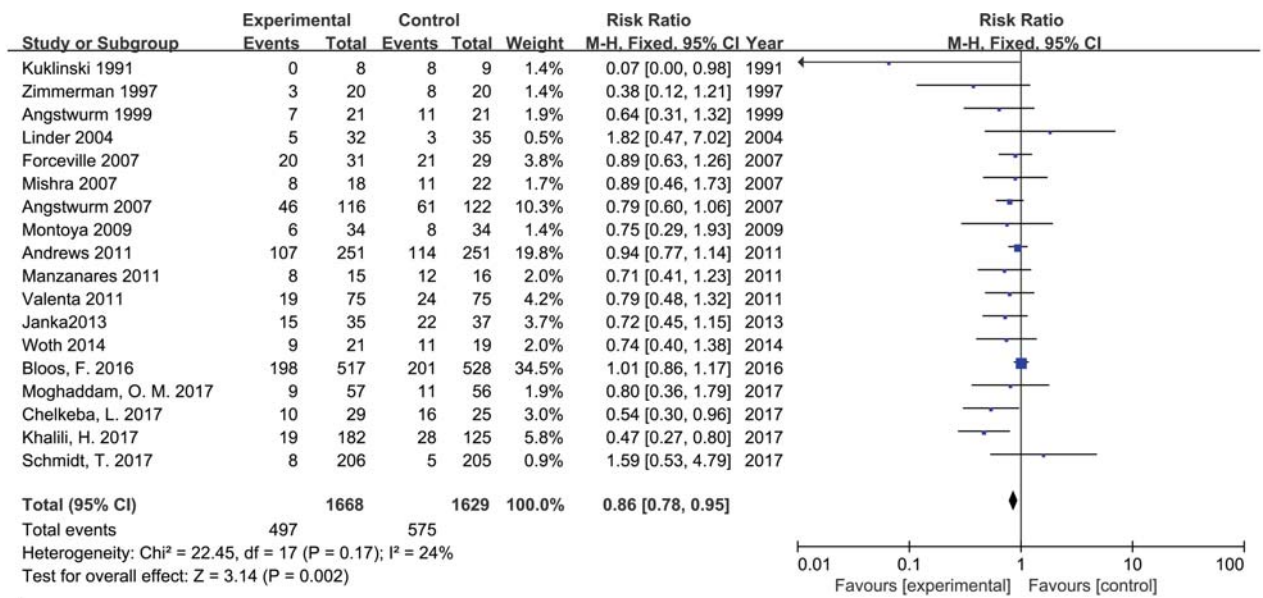 Experimental Control Risk Ratio Risk Ratio
Study or Subgroup Events Total Events Total Weight M-H, Fixed, 95% CI Year M-H, Fixed, 95% CI
Kuklinski 1991 0 8 8 9 1.4% 0.07 [0.00, 0.98] 1991
Zimmerman 1997 3 20 8 20 1.4% 0.38 [0.12, 1.21] 1997
Angstwurm 1999 7 21 11 21 1.9% 0.64 [0.31, 1.32] 1999
Linder 2004 5 32 3 35 0.5% 1.82 [0.47, 7.02] 2004
Forceville 2007 20 31 21 29 3.8% 0.89 [0.63, 1.26] 2007
Mishra 2007 8 18 11 22 1.7% 0.89 [0.46, 1.73] 2007
Angstwurm 2007 46 116 61 122 10.3% 0.79 [0.60, 1.06] 2007
Montoya 2009 6 34 8 34 1.4% 0.75 [0.29, 1.93] 2009
Andrews 2011 107 251 114 251 19.8% 0.94 [0.77, 1.14] 2011
Manzanares 2011 8 15 12 16 2.0% 0.71 [0.41, 1.23] 2011
Valenta 2011 19 75 24 75 4.2% 0.79 [0.48, 1.32] 2011
Janka2013 15 35 22 37 3.7% 0.72 [0.45, 1.15] 2013
Woth 2014 9 21 11 19 2.0% 0.74 [0.40, 1.38] 2014
Bloos, F. 2016 198 517 201 528 34.5% 1.01 [0.86, 1.17] 2016
Moghaddam, O. M. 2017 9 57 11 56 1.9% 0.80 [0.36, 1.79] 2017
Chelkeba, L. 2017 10 29 16 25 3.0% 0.54 [0.30, 0.96] 2017
Khalili, H. 2017 19 182 28 125 5.8% 0.47 [0.27, 0.80] 2017
Schmidt, T. 2017 8 206 5 205 0.9% 1.59 [0.53, 4.79] 2017
Total (95% CI) 1668 1629 100.0% 0.86 [0.78, 0.95]
Total events 497 575
Heterogeneity: Chi² = 22.45, df = 17 (P = 0.17); I² = 24%
Test for overall effect: Z = 3.14 (P = 0.002)
0.01 0.1 1 10 100
Favours [experimental] Favours [control]